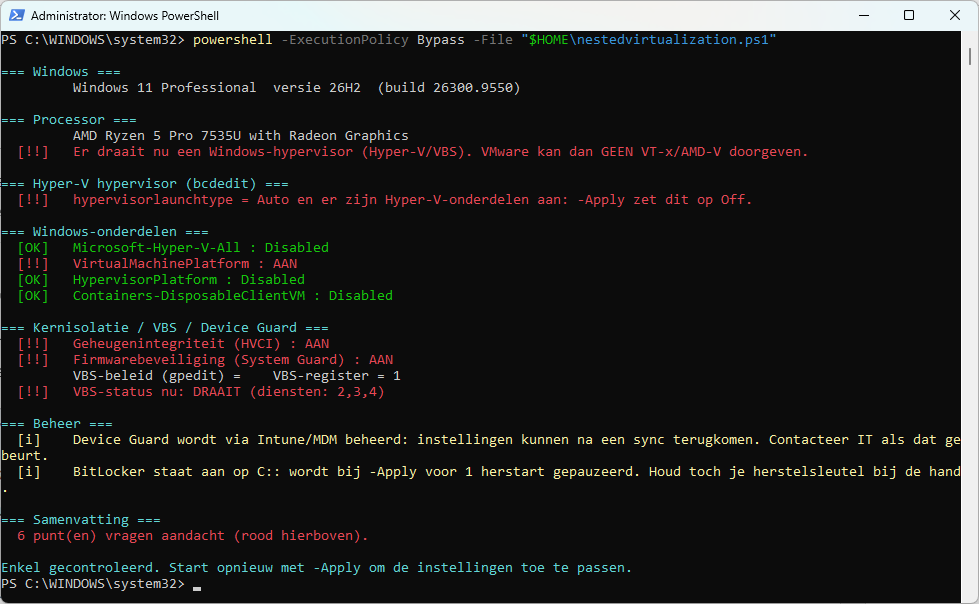 Administrator: Windows PowerShell
PS C:\WINDOWS\system32> powershell -ExecutionPolicy Bypass -File "$HOME\nestedvirtualization.ps1"
=== Windows ===
Windows 11 Professional  versie 26H2  (build 26300.9550)
=== Processor ===
AMD Ryzen 5 Pro 7535U with Radeon Graphics
[!!]   Er draait nu een Windows-hypervisor (Hyper-V/VBS). VMware kan dan GEEN VT-x/AMD-V doorgeven.
=== Hyper-V hypervisor (bcdedit) ===
[!!]   hypervisorlaunchtype = Auto en er zijn Hyper-V-onderdelen aan: -Apply zet dit op Off.
=== Windows-onderdelen ===
[OK]   Microsoft-Hyper-V-All : Disabled
[!!]   VirtualMachinePlatform : AAN
[OK]   HypervisorPlatform : Disabled
[OK]   Containers-DisposableClientVM : Disabled
=== Kernisolatie / VBS / Device Guard ===
[!!]   Geheugenintegriteit (HVCI) : AAN
[!!]   Firmwarebeveiliging (System Guard) : AAN
VBS-beleid (gpedit) =    VBS-register = 1
[!!]   VBS-status nu: DRAAIT (diensten: 2,3,4)
=== Beheer ===
[i]    Device Guard wordt via Intune/MDM beheerd: instellingen kunnen na een sync terugkomen. Contacteer IT als dat ge
beurt.
[i]    BitLocker staat aan op C:: wordt bij -Apply voor 1 herstart gepauzeerd. Houd toch je herstelsleutel bij de hand
.
=== Samenvatting ===
6 punt(en) vragen aandacht (rood hierboven).
Enkel gecontroleerd. Start opnieuw met -Apply om de instellingen toe te passen.
PS C:\WINDOWS\system32>